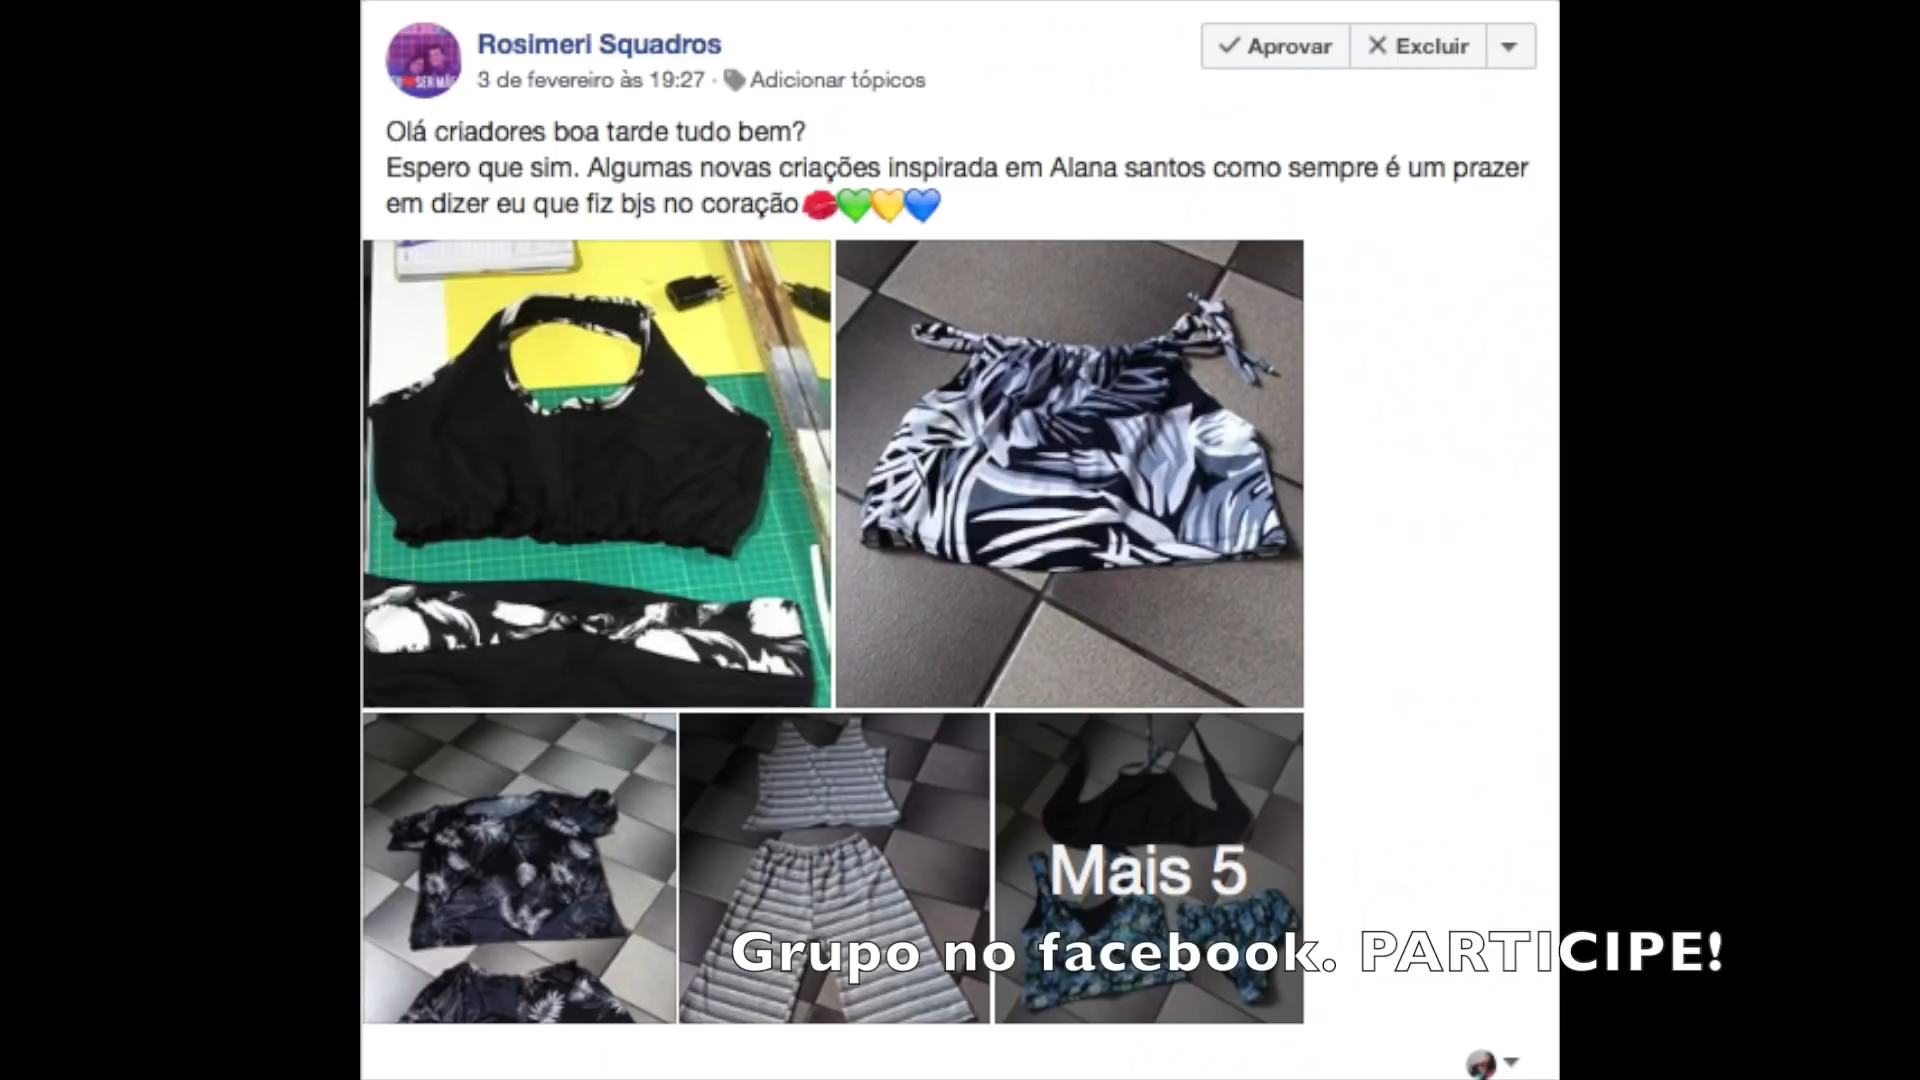 Rosimeri Squadros
3 de fevereiro às 19:27 · Adicionar tópicos
Aprovar
Excluir
Olá criadores boa tarde tudo bem?
Espero que sim. Algumas novas criações inspirada em Alana santos como sempre é um prazer
em dizer eu que fiz bjs no coração💋💚💛💙
Mais 5
Grupo no facebook. PARTICIPE!